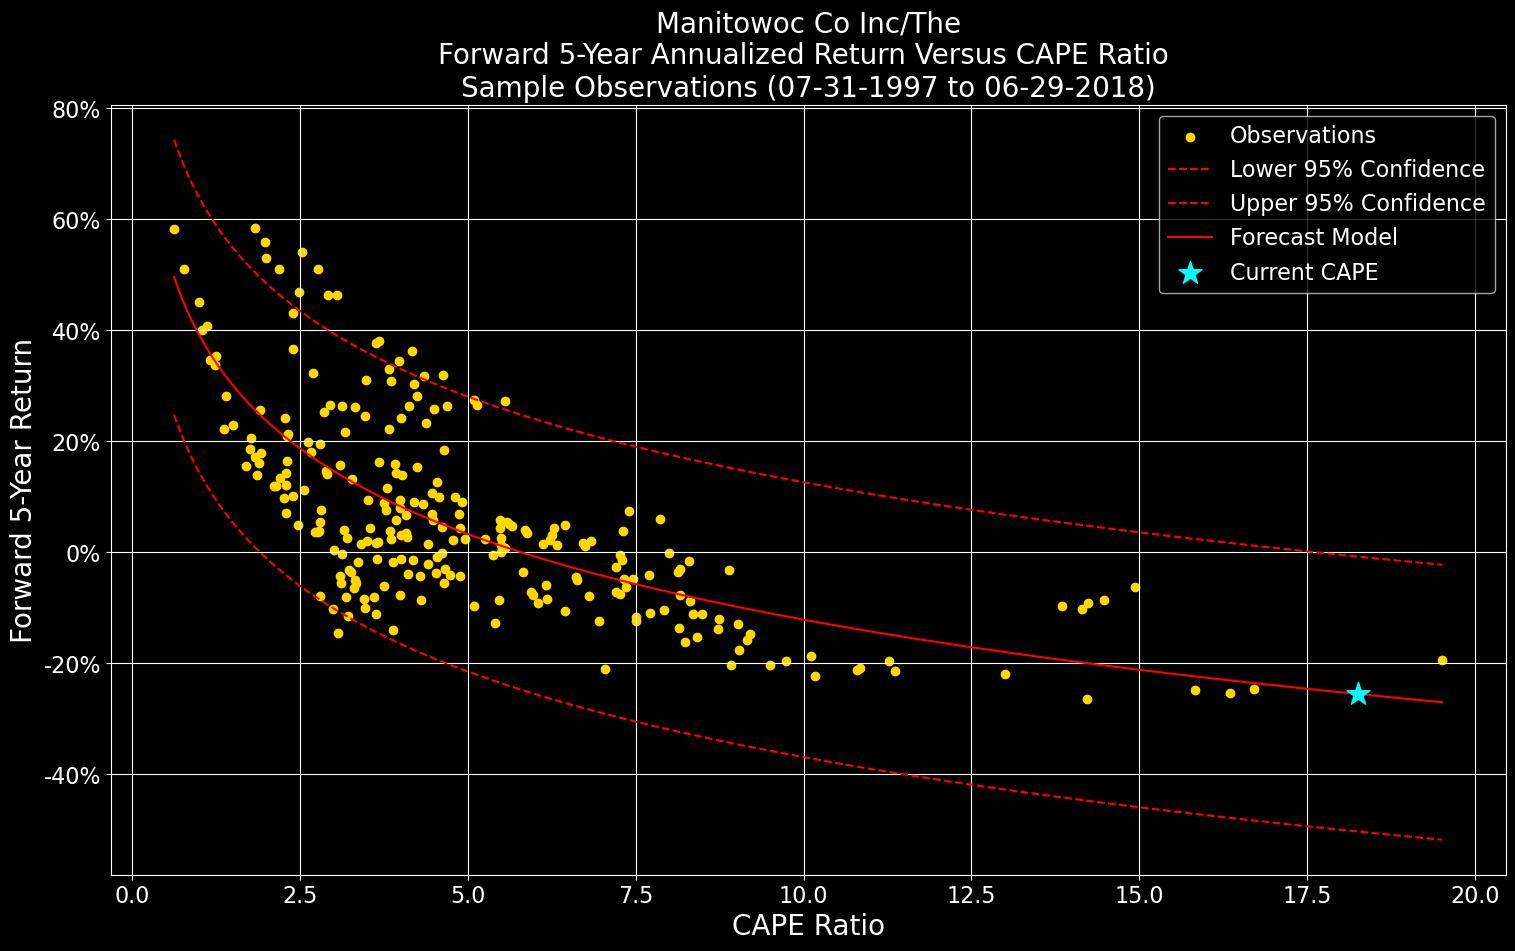 Manitowoc Co Inc/The
Forward 5-Year Annualized Return Versus CAPE Ratio
Sample Observations (07-31-1997 to 06-29-2018)
80%
60%
40%
20%
0%
-20%
-40%
Forward 5-Year Return
Observations
Lower 95% Confidence
Upper 95% Confidence
Forecast Model
Current CAPE
0.0 2.5 5.0 7.5 10.0 12.5 15.0 17.5 20.0
CAPE Ratio